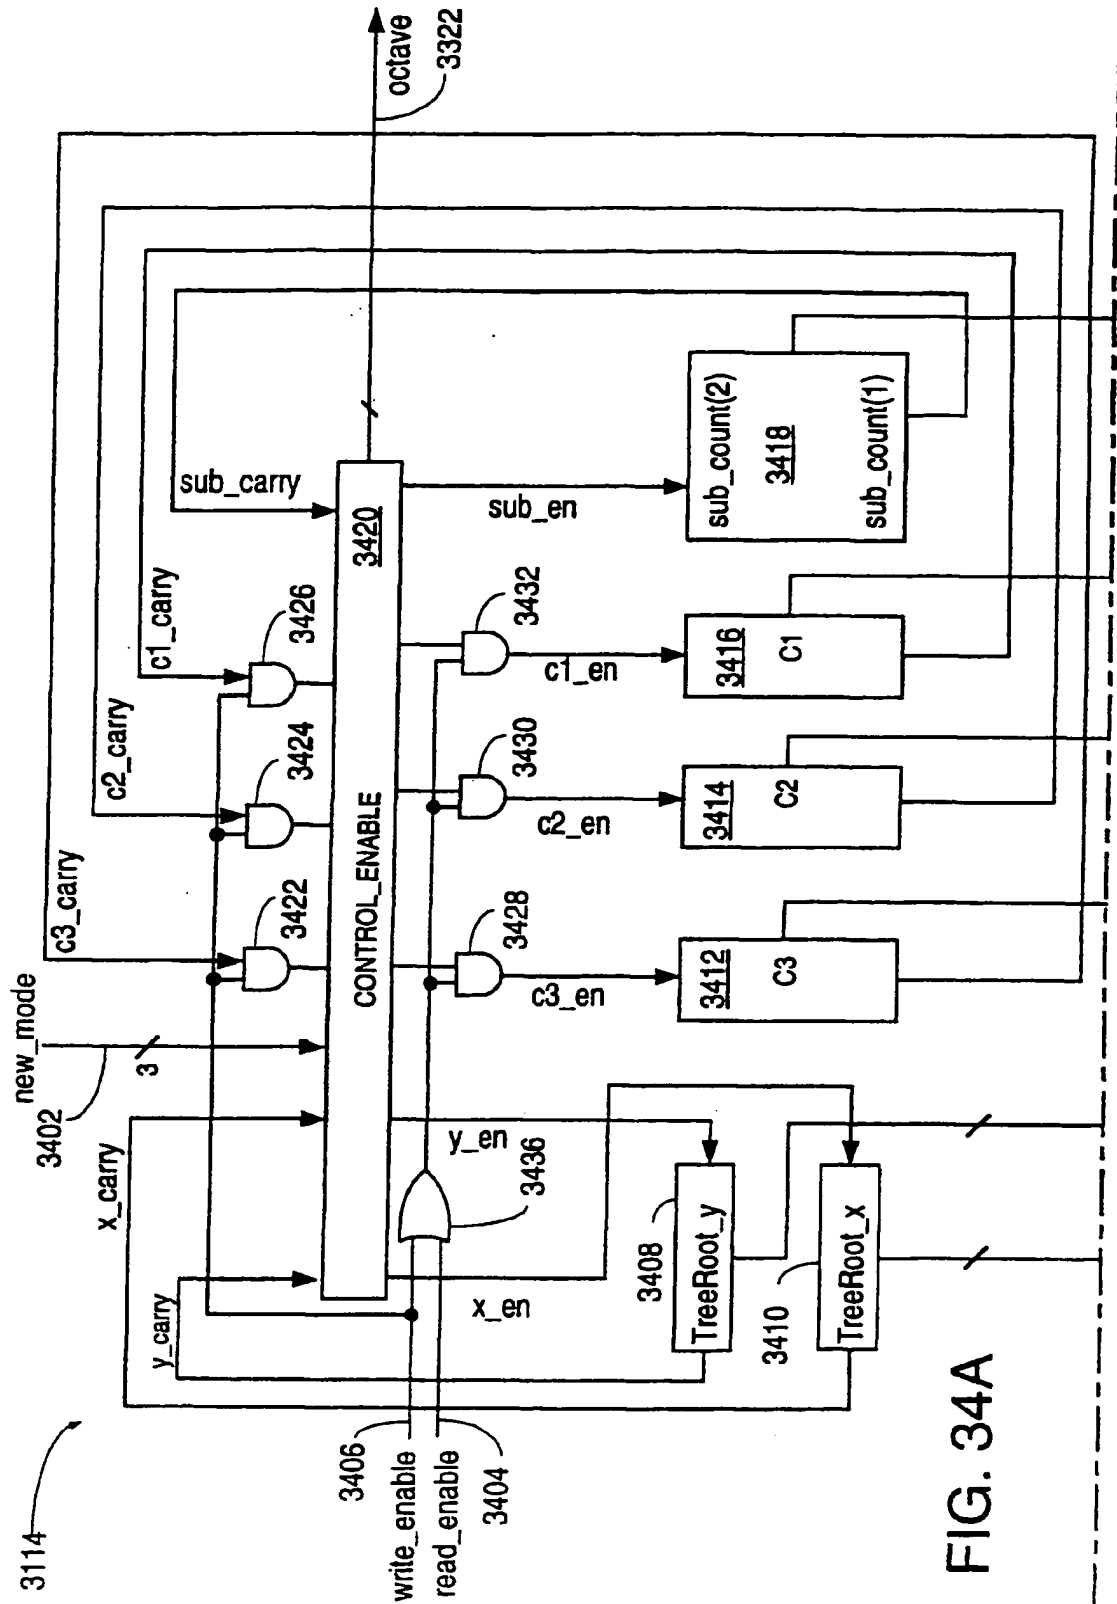 3114
new_mode
3402
3
x_carry
y_carry
c3_carry
c2_carry
c1_carry
sub_carry
3422
3424
3426
CONTROL_ENABLE
3420
octave
3322
3406
write_enable
read_enable
3404
x_en
y_en
3436
3428
3430
3432
c3_en
c2_en
c1_en
sub_en
3408
TreeRoot_y
3410
TreeRoot_x
3412
C3
3414
C2
3416
C1
sub_count(2)
3418
sub_count(1)
FIG. 34A